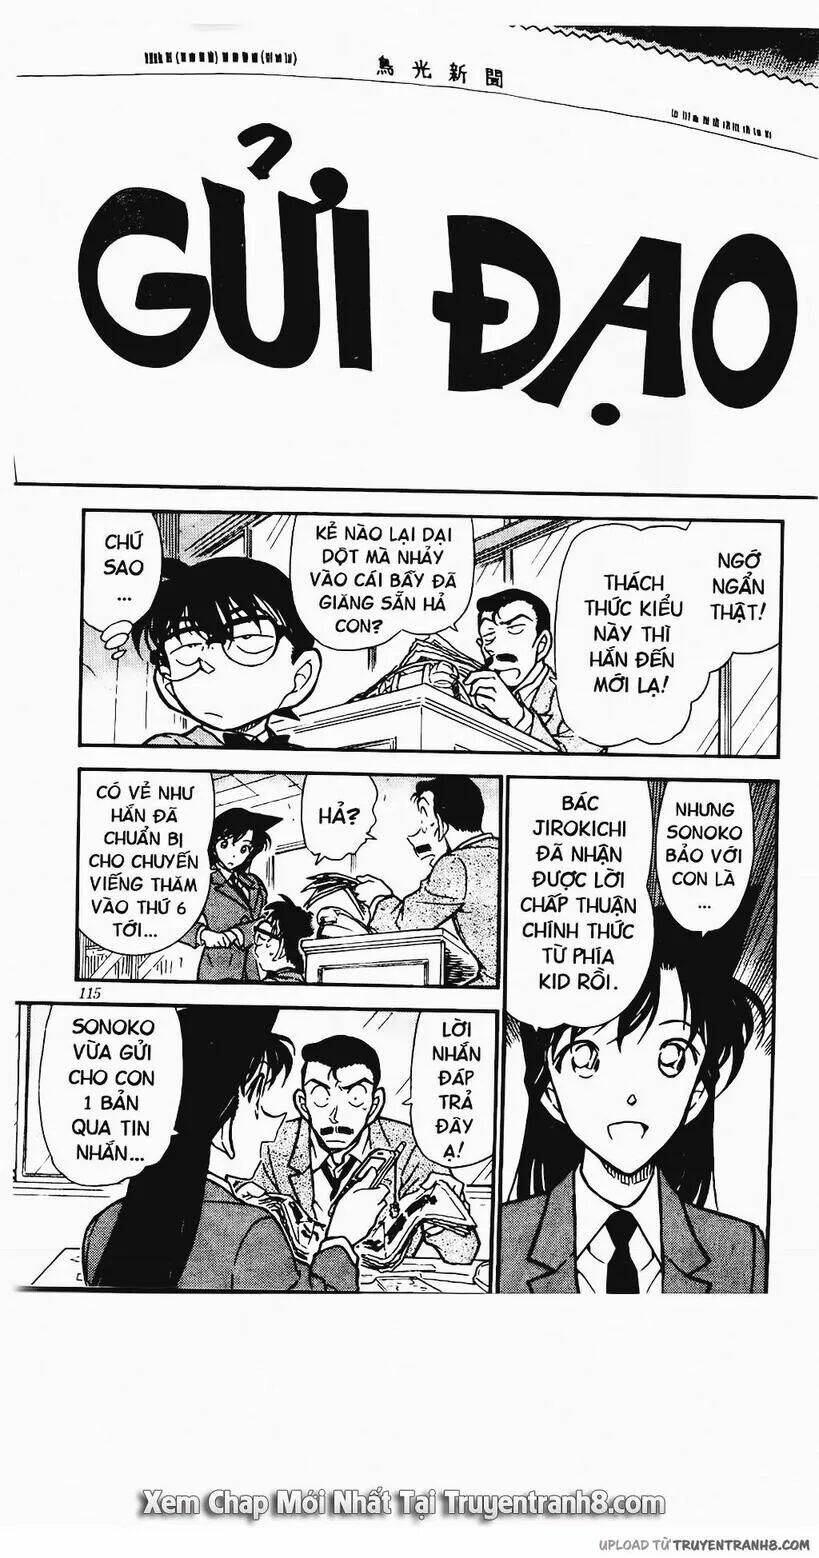 鳥光新聞
GỬI ĐẠO
NGỚ
NGẨN
THẬT!
THÁCH
THỨC KIỂU
NÀY THÌ
HẮN ĐẾN
MỚI LẠ!
KẺ NÀO LẠI DẠI
DỘT MÀ NHẢY
VÀO CÁI BẪY ĐÃ
GIĂNG SẴN HẢ
CON?
CHỨ
SAO
...
NHƯNG
SONOKO
BẢO VỚI
CON LÀ
...
BÁC
JIROKICHI
ĐÃ NHẬN
ĐƯỢC LỜI
CHẤP THUẬN
CHÍNH THỨC
TỪ PHÍA
KID RỒI.
HẢ?
CÓ VẺ NHƯ
HẮN ĐÃ
CHUẨN BỊ
CHO CHUYẾN
VIẾNG THĂM
VÀO THỨ 6
TỚI...
115
LỜI
NHẮN
ĐÁP
TRẢ
ĐÂY
Ạ!
SONOKO
VỪA GỬI
CHO CON
1 BẢN
QUA TIN
NHẮN...
Xem Chap Mới Nhất Tại Truyentranh8.com
UPLOAD TỪ TRUYENTRANH8.COM